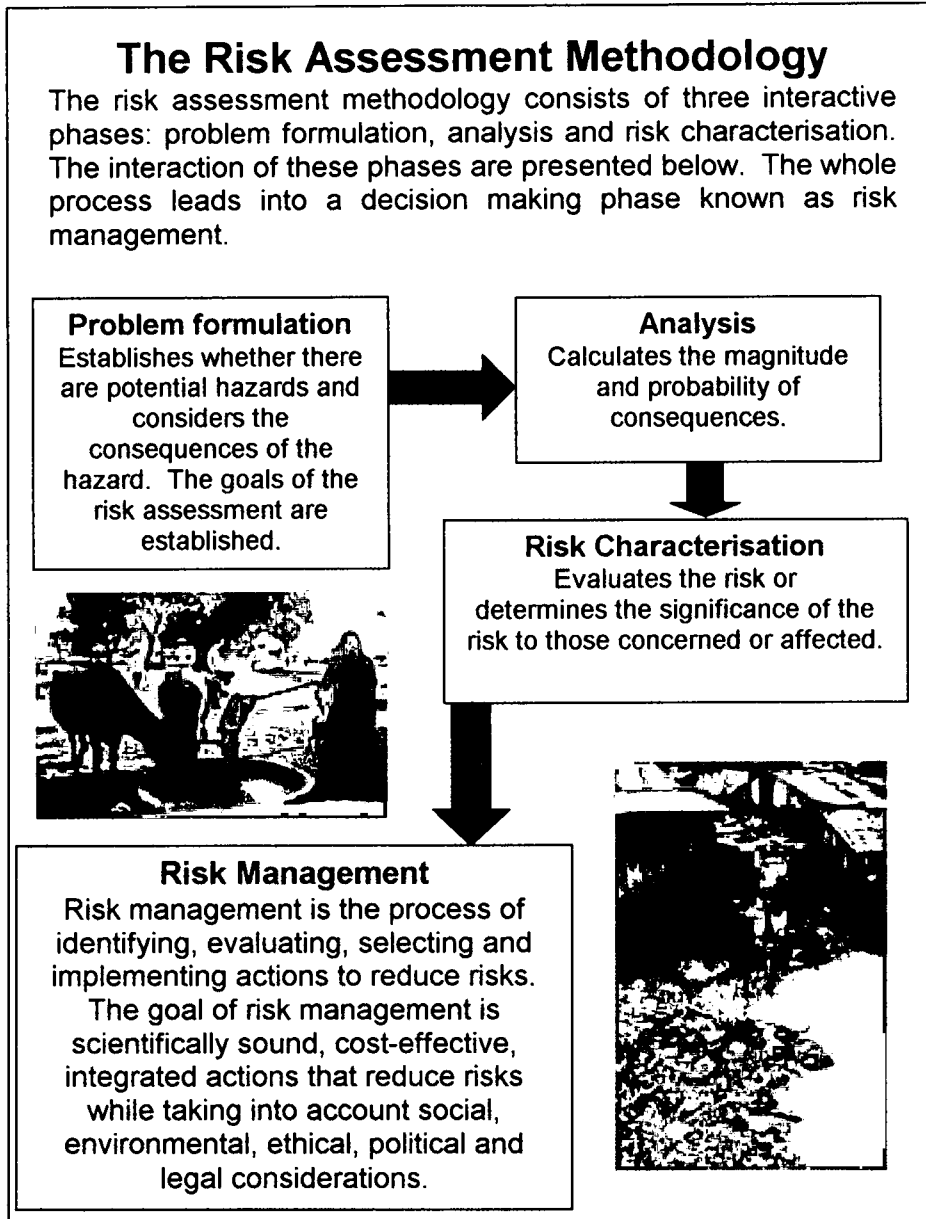 The Risk Assessment Methodology
The risk assessment methodology consists of three interactive
phases: problem formulation, analysis and risk characterisation.
The interaction of these phases are presented below. The whole
process leads into a decision making phase known as risk
management.
Problem formulation
Establishes whether there
are potential hazards and
considers the
consequences of the
hazard. The goals of the
risk assessment are
established.
Analysis
Calculates the magnitude
and probability of
consequences.
Risk Characterisation
Evaluates the risk or
determines the significance of the
risk to those concerned or affected.
Risk Management
Risk management is the process of
identifying, evaluating, selecting and
implementing actions to reduce risks.
The goal of risk management is
scientifically sound, cost-effective,
integrated actions that reduce risks
while taking into account social,
environmental, ethical, political and
legal considerations.